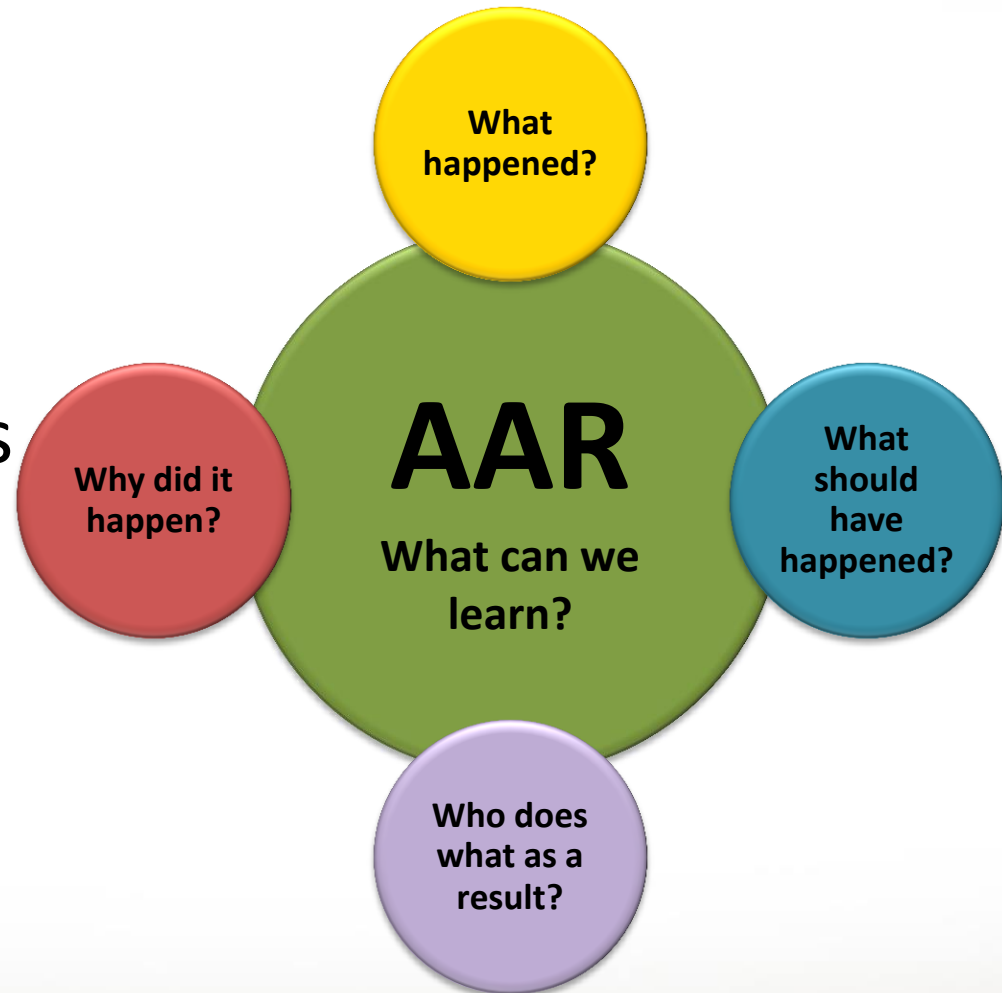 What
happened?
s
Why did it
happen?
AAR
What can we
learn?
What
should
have
happened?
Who does
what as a
result?